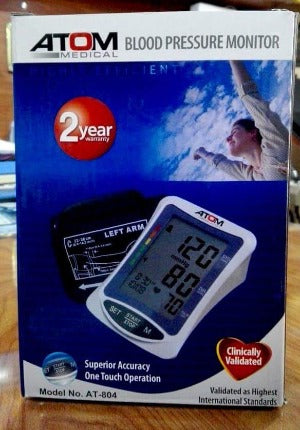 ATOM
MEDICAL
BLOOD PRESSURE MONITOR
2 year
warranty
LEFT ARM
ATOM
120
80
70
SET
START
STOP
M
Superior Accuracy
One Touch Operation
Clinically
Validated
Model No. AT-804
Validated as Highest
International Standards